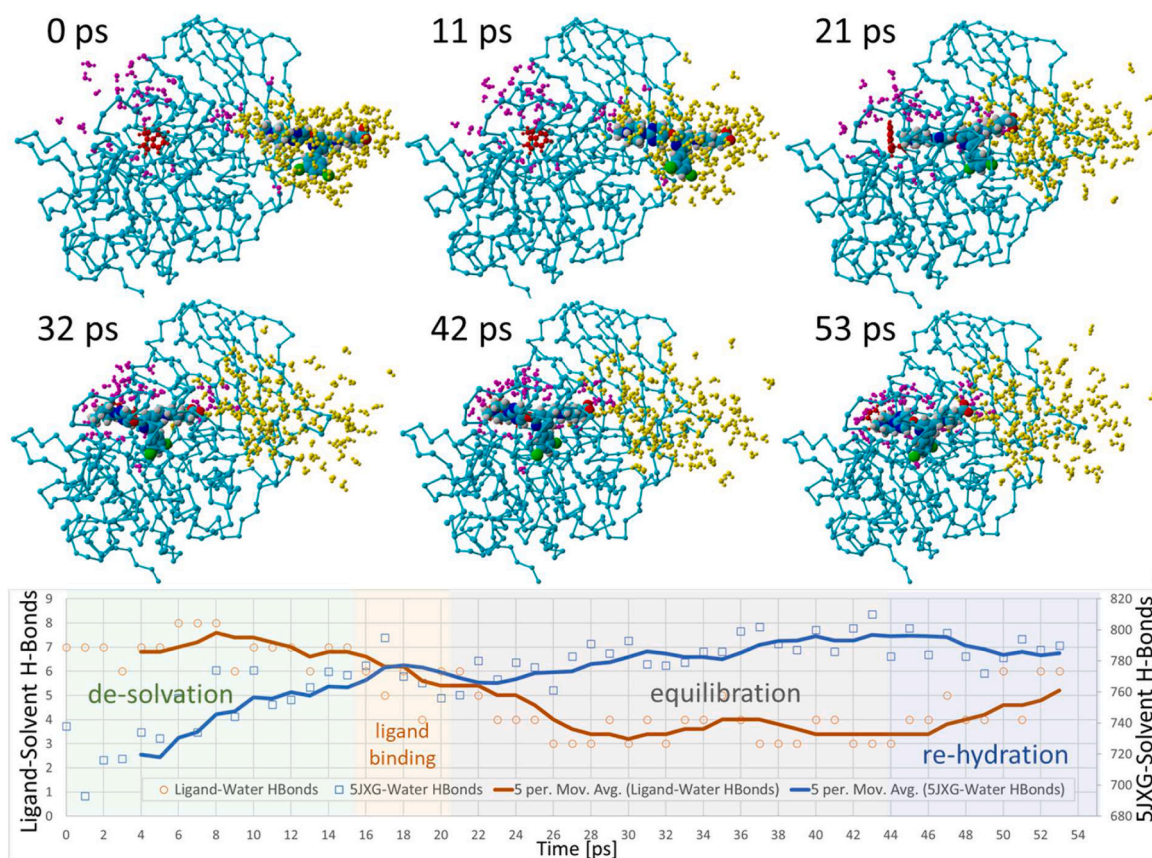 0 ps
11 ps
21 ps
32 ps
42 ps
53 ps
Ligand-Solvent H-Bonds
9
8
7
6
5
4
3
2
1
0
de-solvation
ligand
binding
equilibration
re-hydration
820
800
780
760
740
720
700
680
5JXG-Solvent H-Bonds
Ligand-Water HBonds
5JXG-Water HBonds
5 per. Mov. Avg. (Ligand-Water HBonds)
5 per. Mov. Avg. (5JXG-Water HBonds)
0 2 4 6 8 10 12 14 16 18 20 22 24 26 28 30 32 34 36 38 40 42 44 46 48 50 52 54
Time [ps]